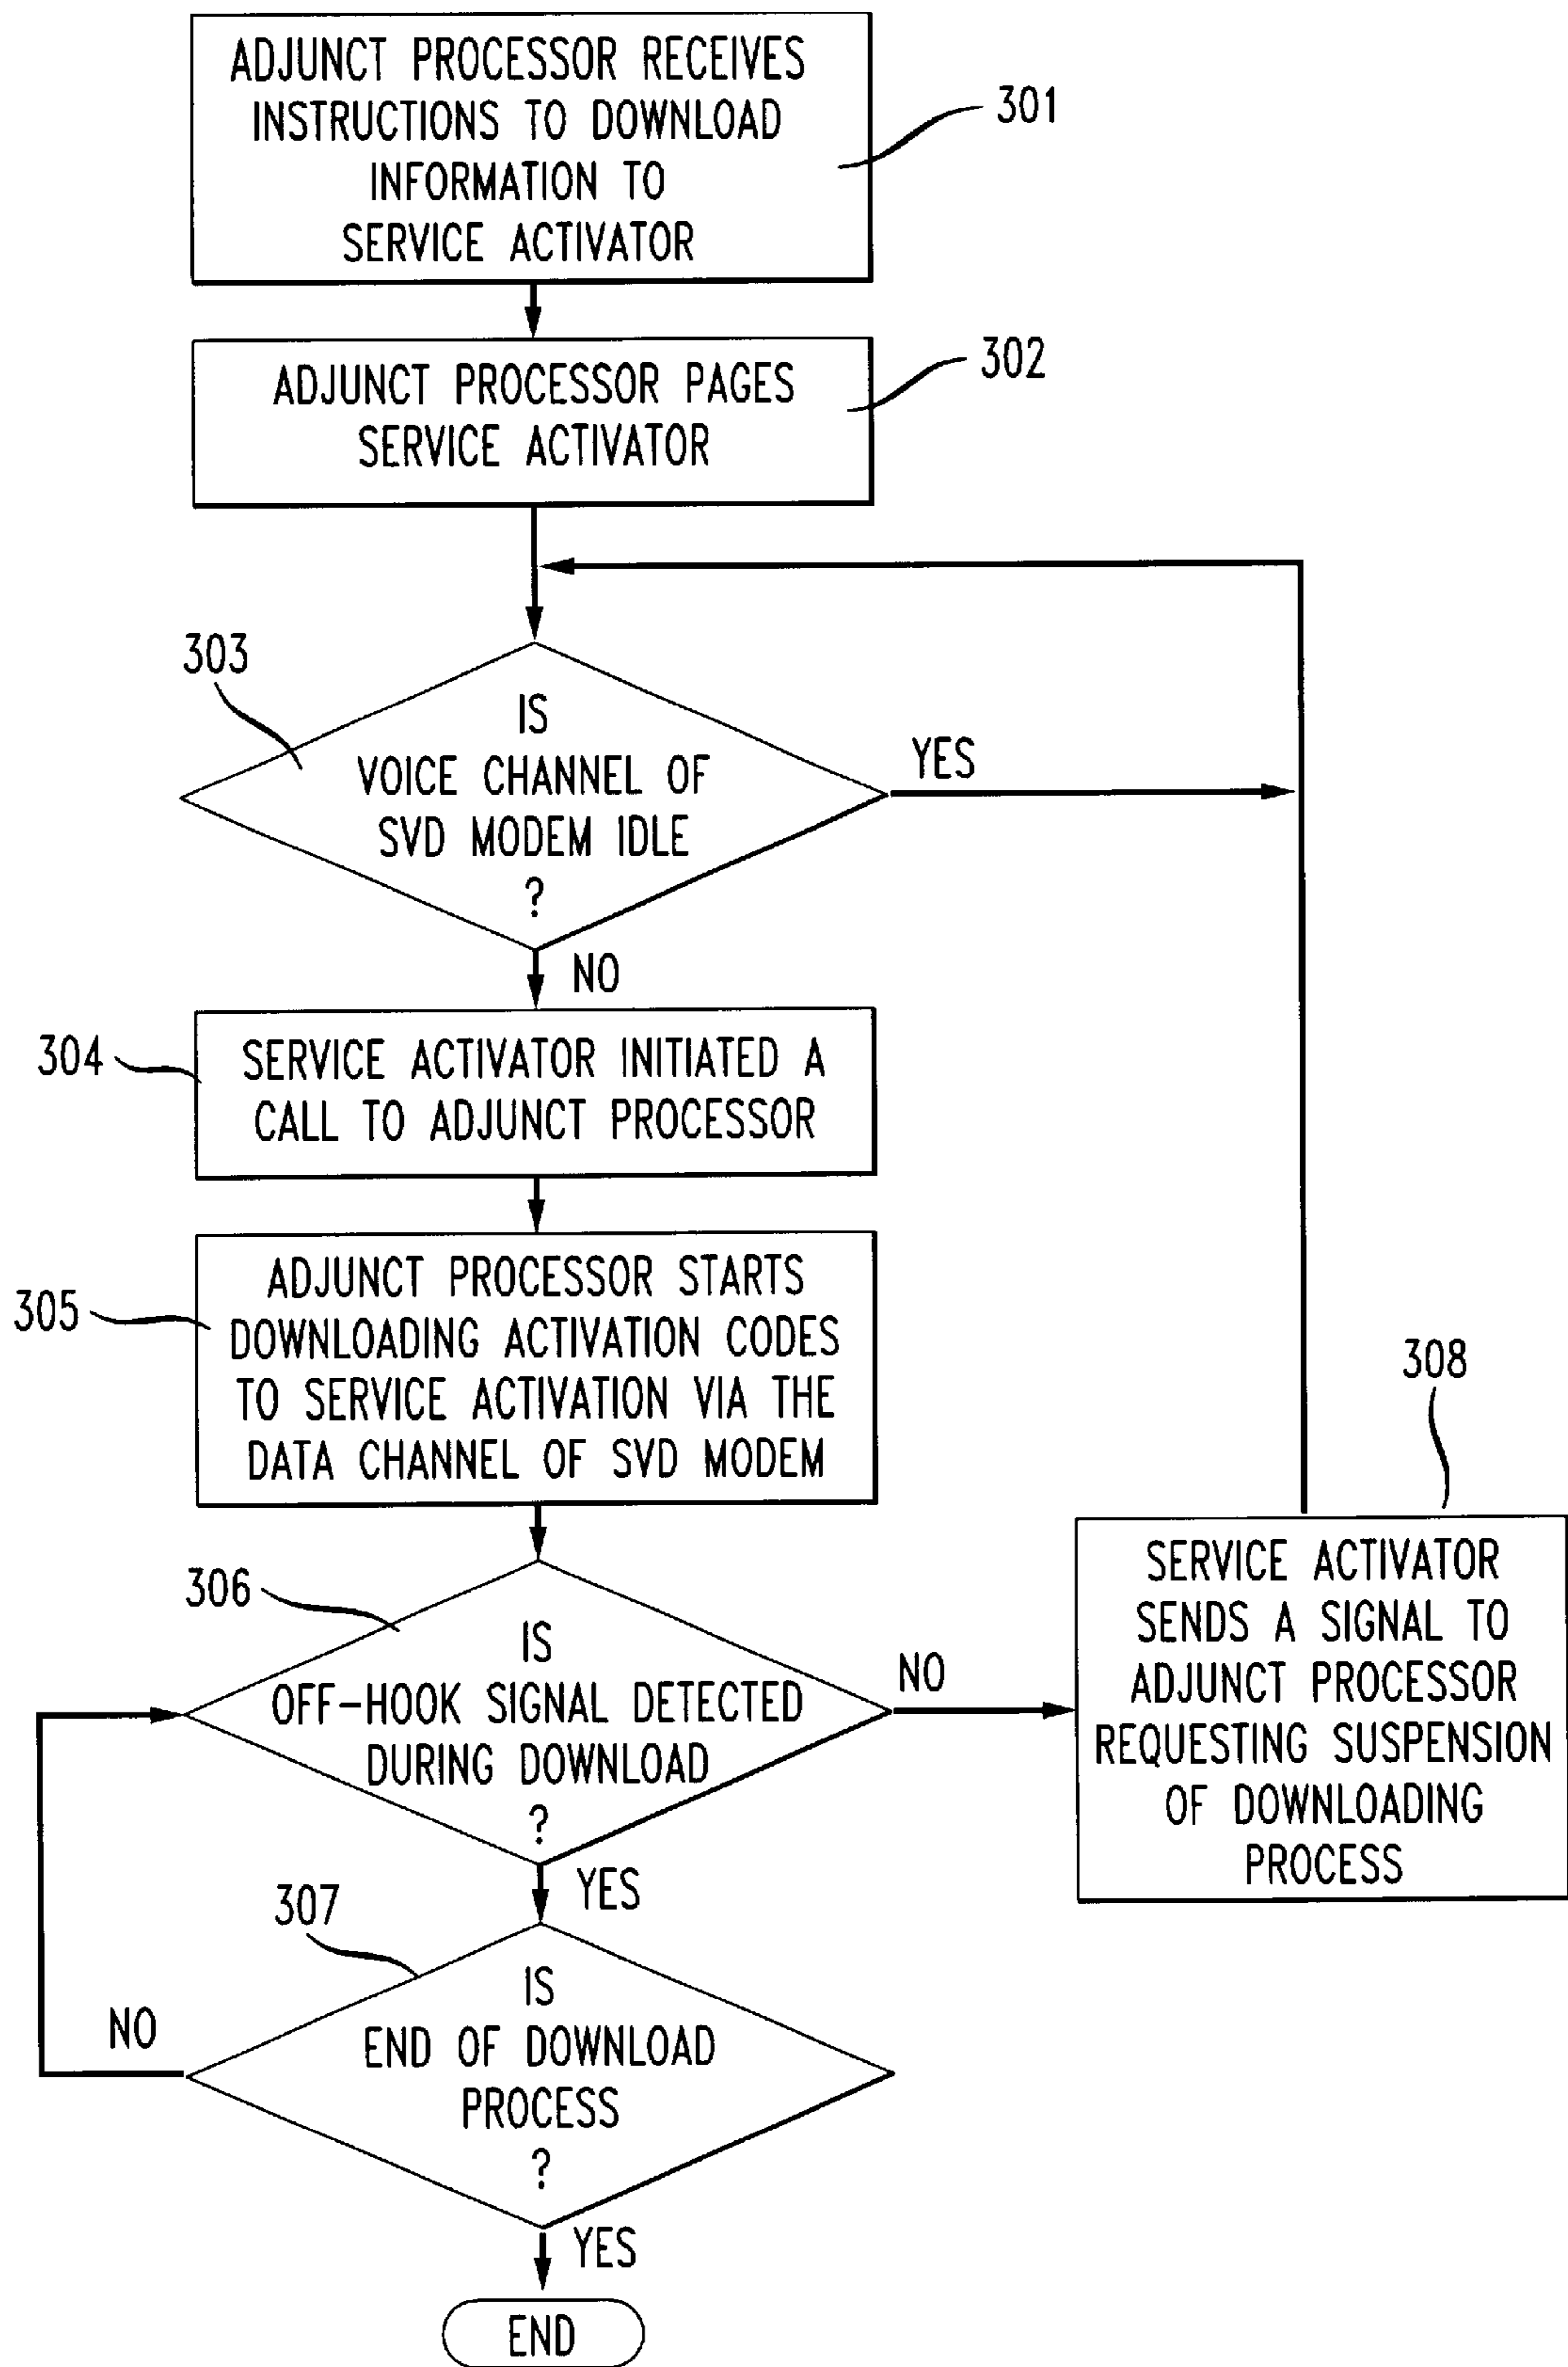 ADJUNCT PROCESSOR RECEIVES
INSTRUCTIONS TO DOWNLOAD
INFORMATION TO
SERVICE ACTIVATOR
301
ADJUNCT PROCESSOR PAGES
SERVICE ACTIVATOR
302
303
IS
VOICE CHANNEL OF
SVD MODEM IDLE
?
YES
NO
304
SERVICE ACTIVATOR INITIATED A
CALL TO ADJUNCT PROCESSOR
305
ADJUNCT PROCESSOR STARTS
DOWNLOADING ACTIVATION CODES
TO SERVICE ACTIVATION VIA THE
DATA CHANNEL OF SVD MODEM
306
IS
OFF-HOOK SIGNAL DETECTED
DURING DOWNLOAD
?
NO
YES
308
SERVICE ACTIVATOR
SENDS A SIGNAL TO
ADJUNCT PROCESSOR
REQUESTING SUSPENSION
OF DOWNLOADING
PROCESS
307
IS
END OF DOWNLOAD
PROCESS
?
NO
YES
END